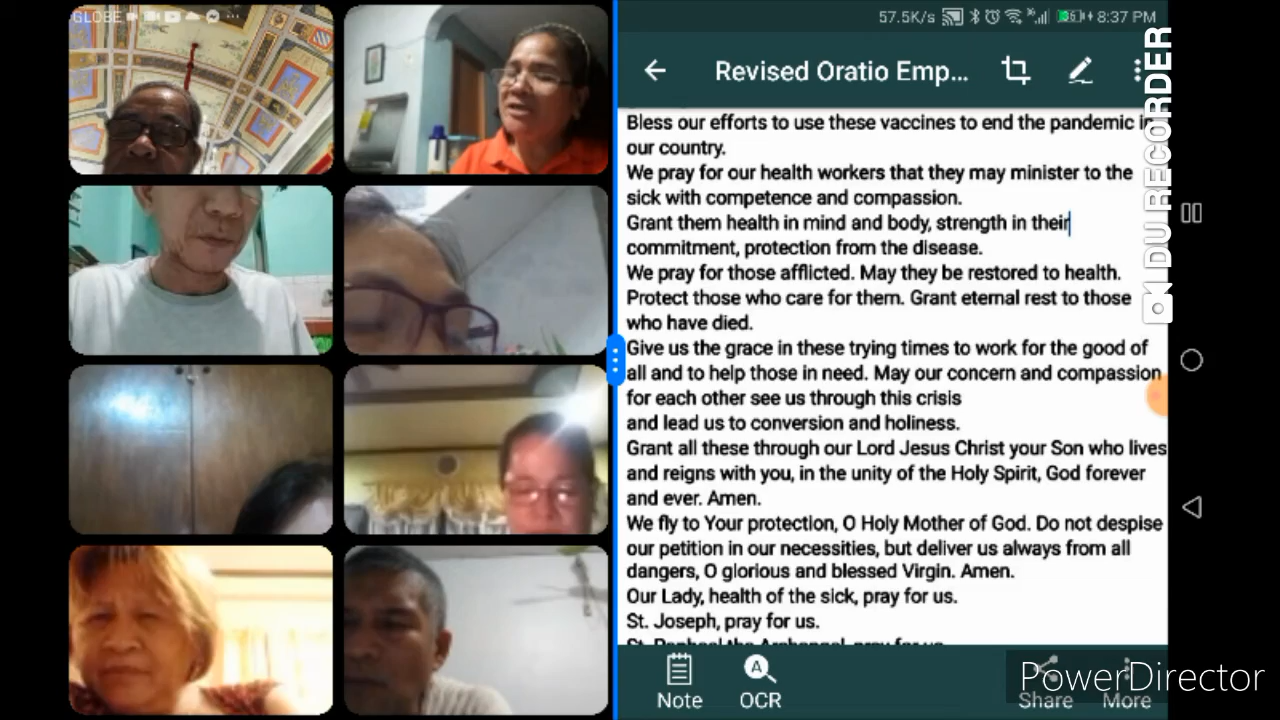 GLOBE
57.5K/s
8:37 PM
Revised Oratio Emp...
Bless our efforts to use these vaccines to end the pandemic in
our country.
We pray for our health workers that they may minister to the
sick with competence and compassion.
Grant them health in mind and body, strength in their
commitment, protection from the disease.
We pray for those afflicted. May they be restored to health.
Protect those who care for them. Grant eternal rest to those
who have died.
Give us the grace in these trying times to work for the good of
all and to help those in need. May our concern and compassion
for each other see us through this crisis
and lead us to conversion and holiness.
Grant all these through our Lord Jesus Christ your Son who lives
and reigns with you, in the unity of the Holy Spirit, God forever
and ever. Amen.
We fly to Your protection, O Holy Mother of God. Do not despise
our petition in our necessities, but deliver us always from all
dangers, O glorious and blessed Virgin. Amen.
Our Lady, health of the sick, pray for us.
St. Joseph, pray for us.
St. Raphael the Archangel, pray for us.
Note
OCR
Share
More
DU RECORDER
PowerDirector